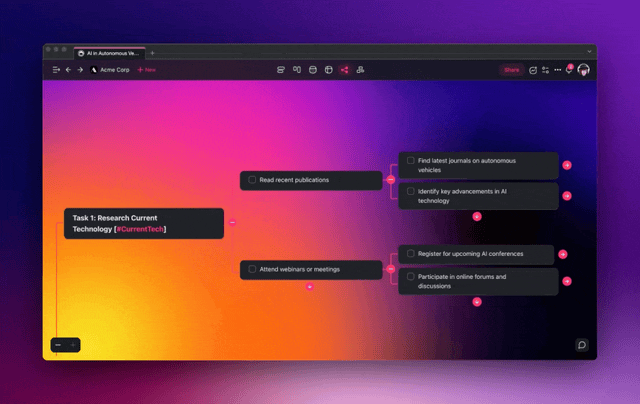 AI in Autonomous Ve...
Acme Corp
+ New
Share
Find latest journals on autonomous
vehicles
Read recent publications
Identify key advancements in AI
technology
Task 1: Research Current
Technology [#CurrentTech]
Register for upcoming AI conferences
Attend webinars or meetings
Participate in online forums and
discussions